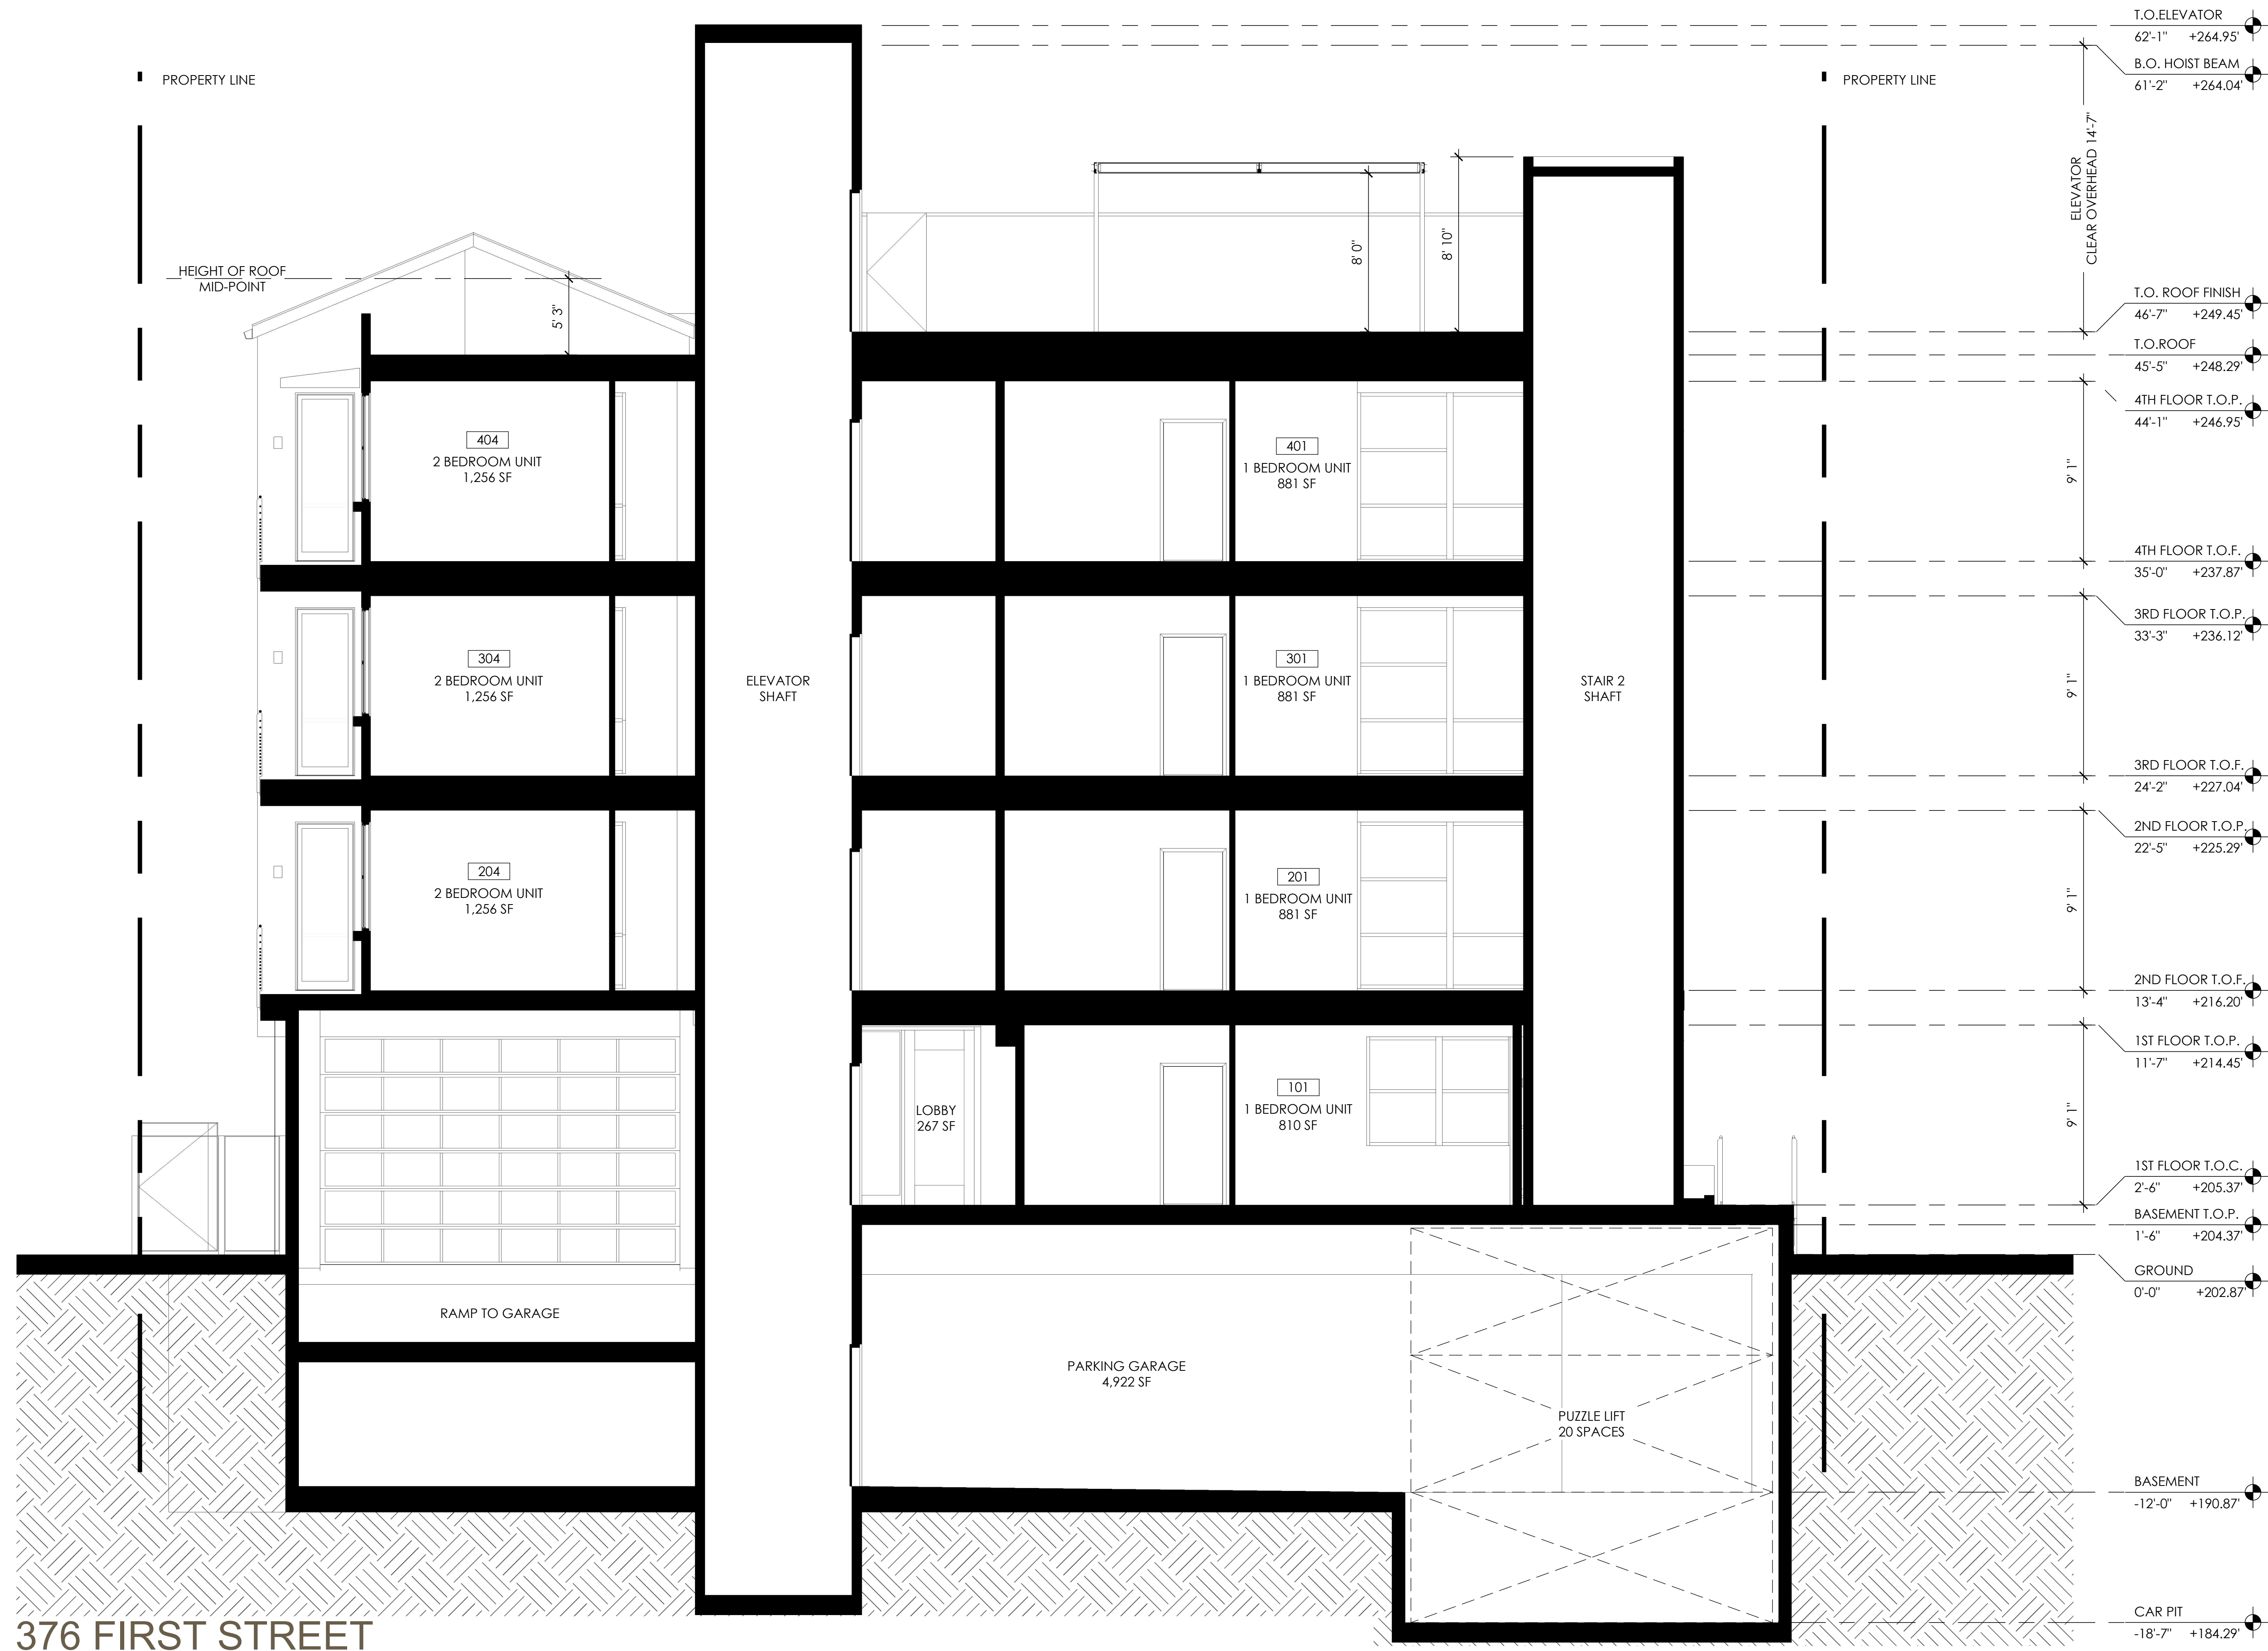 T.O.ELEVATOR
62'-1" +264.95'
B.O. HOIST BEAM
61'-2" +264.04'
PROPERTY LINE
PROPERTY LINE
ELEVATOR
CLEAR OVERHEAD 14'-7"
8' 0"
8' 10"
HEIGHT OF ROOF
MID-POINT
5' 3"
T.O. ROOF FINISH
46'-7" +249.45'
T.O.ROOF
45'-5" +248.29'
4TH FLOOR T.O.P.
44'-1" +246.95'
404
2 BEDROOM UNIT
1,256 SF
401
1 BEDROOM UNIT
881 SF
9' 1"
4TH FLOOR T.O.F.
35'-0" +237.87'
3RD FLOOR T.O.P.
33'-3" +236.12'
304
2 BEDROOM UNIT
1,256 SF
ELEVATOR
SHAFT
301
1 BEDROOM UNIT
881 SF
STAIR 2
SHAFT
9' 1"
3RD FLOOR T.O.F.
24'-2" +227.04'
2ND FLOOR T.O.P.
22'-5" +225.29'
204
2 BEDROOM UNIT
1,256 SF
201
1 BEDROOM UNIT
881 SF
9' 1"
2ND FLOOR T.O.F.
13'-4" +216.20'
1ST FLOOR T.O.P.
11'-7" +214.45'
LOBBY
267 SF
101
1 BEDROOM UNIT
810 SF
9' 1"
1ST FLOOR T.O.C.
2'-6" +205.37'
BASEMENT T.O.P.
1'-6" +204.37'
GROUND
0'-0" +202.87'
RAMP TO GARAGE
PARKING GARAGE
4,922 SF
PUZZLE LIFT
20 SPACES
BASEMENT
-12'-0" +190.87'
CAR PIT
-18'-7" +184.29'
376 FIRST STREET